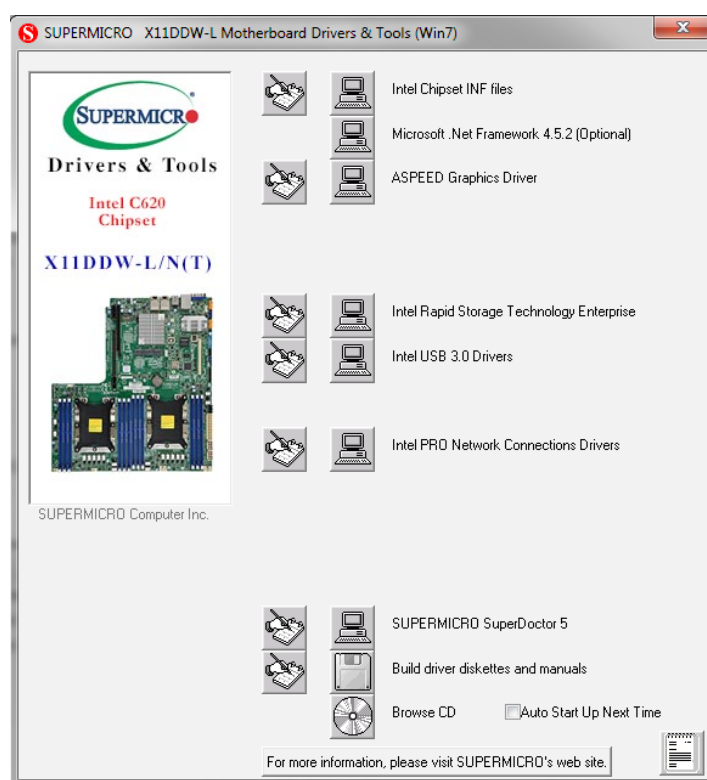 SUPERMICRO X11DDW-L Motherboard Drivers & Tools (Win7)
SUPERMICR
Drivers & Tools
Intel C620
Chipset
X11DDW-L/N(T)
SUPERMICRO Computer Inc.
Intel Chipset INF files
Microsoft .Net Framework 4.5.2 (Optional)
ASPEED Graphics Driver
Intel Rapid Storage Technology Enterprise
Intel USB 3.0 Drivers
Intel PRO Network Connections Drivers
SUPERMICRO SuperDoctor 5
Build driver diskettes and manuals
Browse CD Auto Start Up Next Time
For more information, please visit SUPERMICRO's web site.